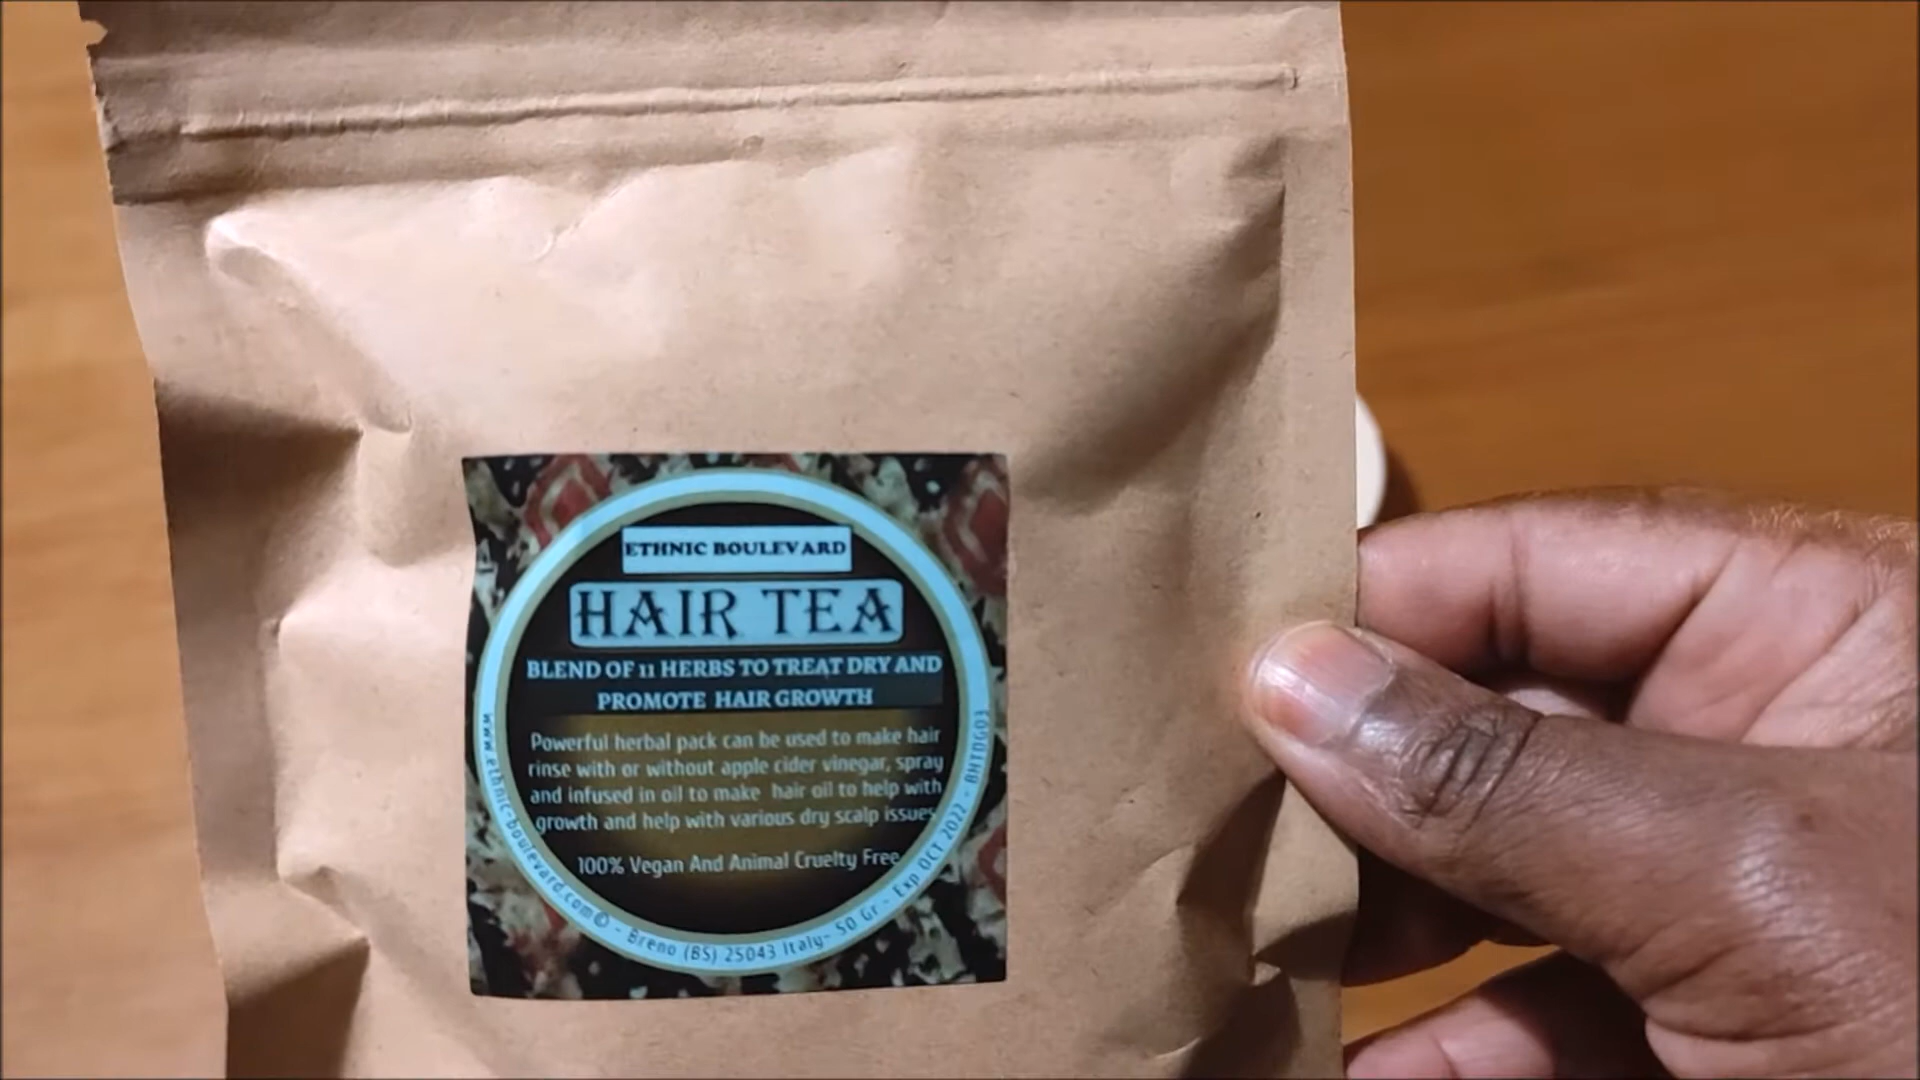 ETHNIC BOULEVARD
HAIR TEA
BLEND OF 11 HERBS TO TREAT DRY AND
PROMOTE HAIR GROWTH
Powerful herbal pack can be used to make hair
rinse with or without apple cider vinegar, spray
and infused in oil to make hair oil to help with
growth and help with various dry scalp issues
100% Vegan And Animal Cruelty Free
www.ethnic-boulevard.com© - Breno (BS) 25043 Italy- 50 Gr - Exp OCT 2022 -